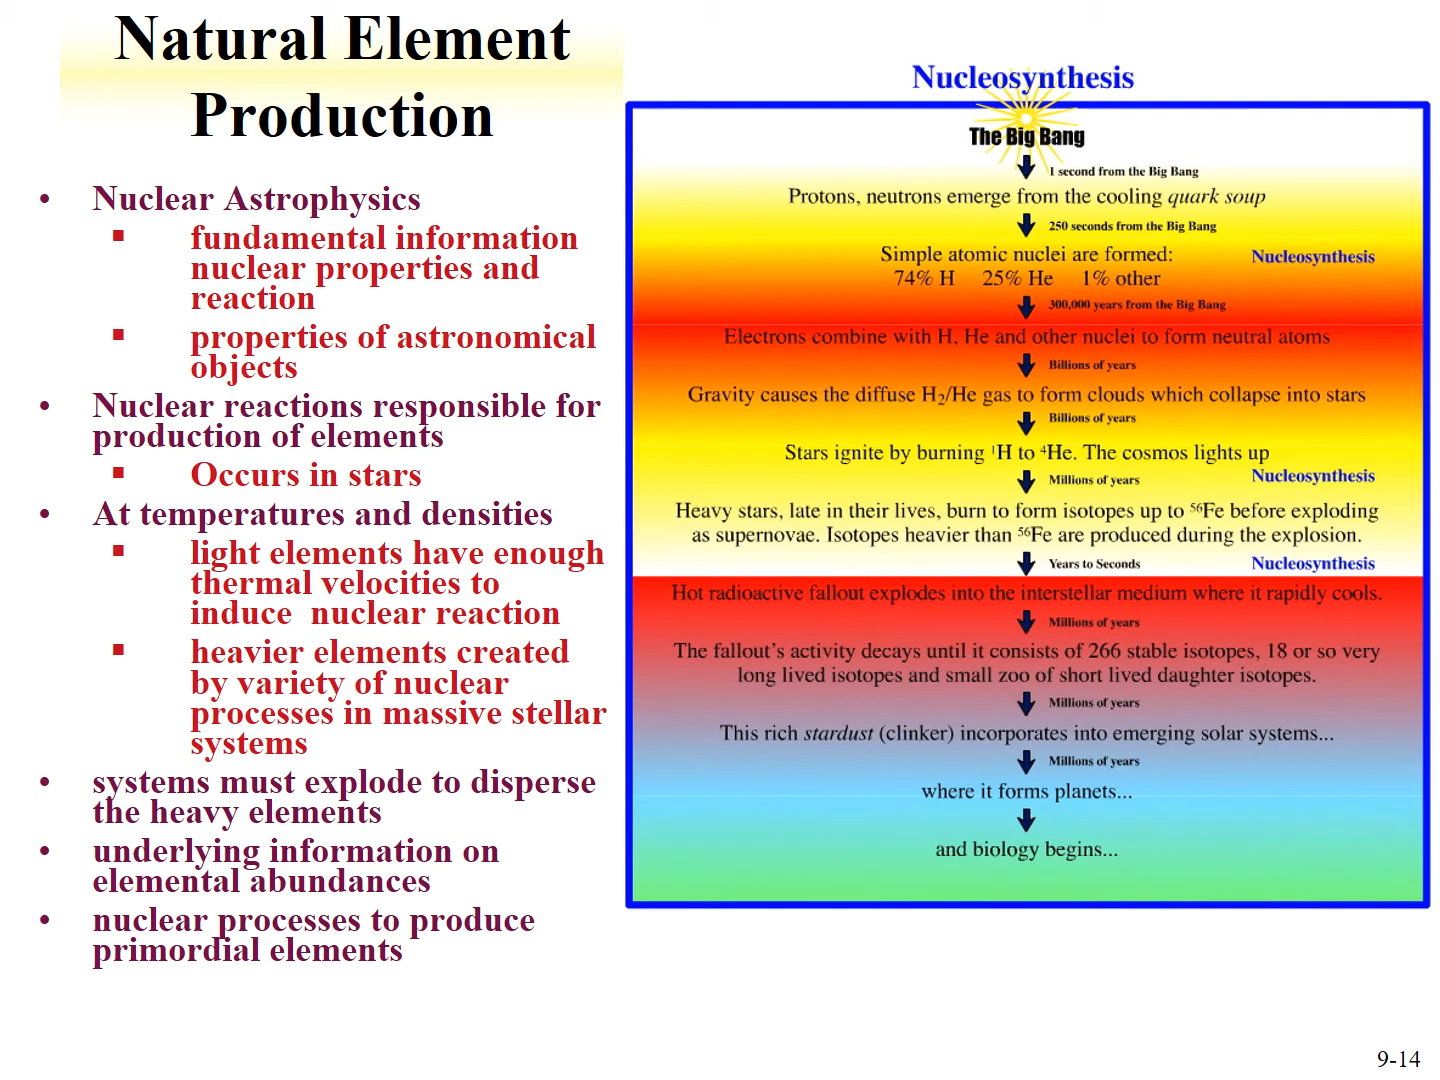 Natural Element
Production
• Nuclear Astrophysics
▪ fundamental information
nuclear properties and
reaction
▪ properties of astronomical
objects
• Nuclear reactions responsible for
production of elements
▪ Occurs in stars
• At temperatures and densities
▪ light elements have enough
thermal velocities to
induce nuclear reaction
▪ heavier elements created
by variety of nuclear
processes in massive stellar
systems
• systems must explode to disperse
the heavy elements
• underlying information on
elemental abundances
• nuclear processes to produce
primordial elements
Nucleosynthesis
The Big Bang
1 second from the Big Bang
Protons, neutrons emerge from the cooling quark soup
250 seconds from the Big Bang
Simple atomic nuclei are formed:
Nucleosynthesis
74% H 25% He 1% other
300,000 years from the Big Bang
Electrons combine with H, He and other nuclei to form neutral atoms
Billions of years
Gravity causes the diffuse H₂/He gas to form clouds which collapse into stars
Billions of years
Stars ignite by burning ¹H to ⁴He. The cosmos lights up
Nucleosynthesis
Millions of years
Heavy stars, late in their lives, burn to form isotopes up to ⁵⁶Fe before exploding
as supernovae. Isotopes heavier than ⁵⁶Fe are produced during the explosion.
Years to Seconds
Nucleosynthesis
Hot radioactive fallout explodes into the interstellar medium where it rapidly cools.
Millions of years
The fallout's activity decays until it consists of 266 stable isotopes, 18 or so very
long lived isotopes and small zoo of short lived daughter isotopes.
Millions of years
This rich stardust (clinker) incorporates into emerging solar systems...
Millions of years
where it forms planets...
and biology begins...
9-14